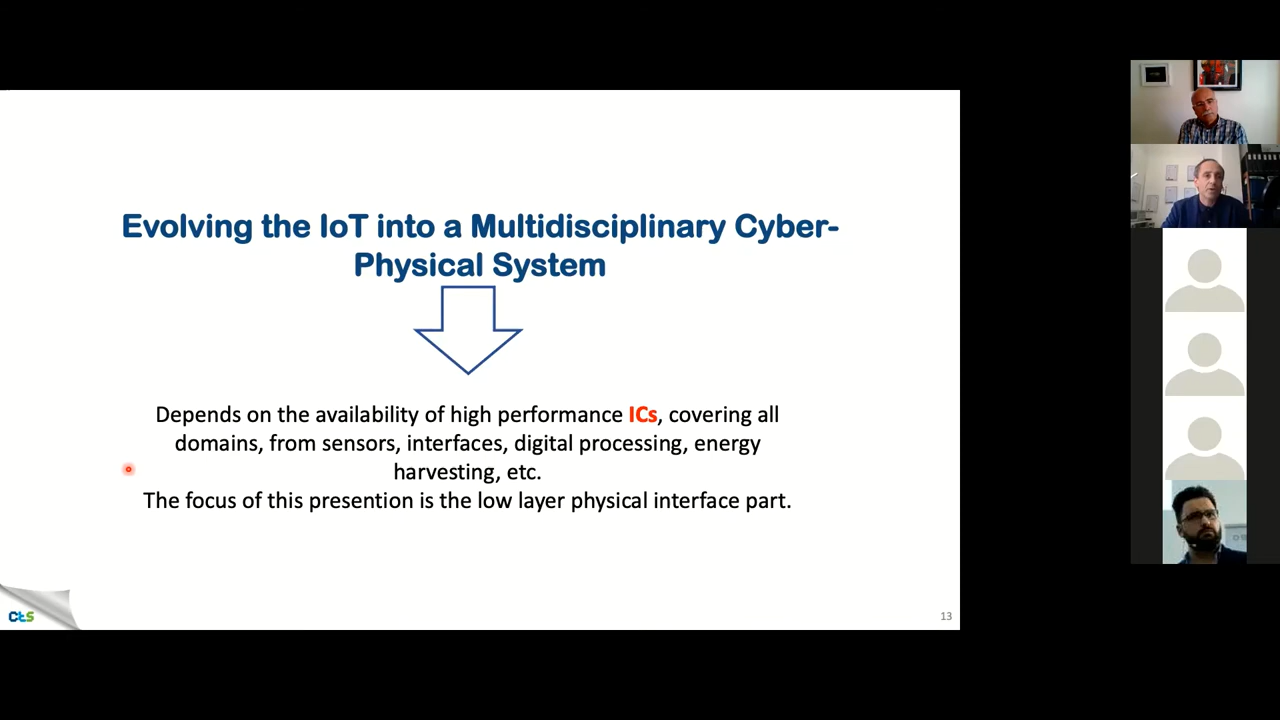 Evolving the IoT into a Multidisciplinary Cyber-
Physical System
Depends on the availability of high performance ICs, covering all
domains, from sensors, interfaces, digital processing, energy
harvesting, etc.
The focus of this presention is the low layer physical interface part.
cts
13